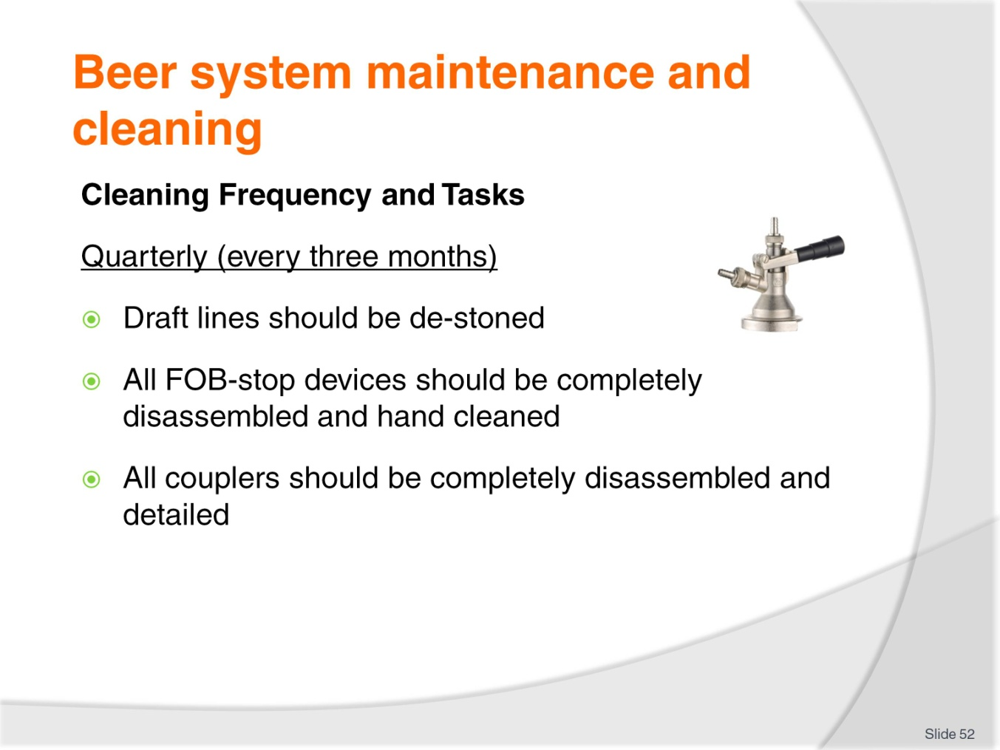 Beer system maintenance and
cleaning
Cleaning Frequency and Tasks
Quarterly (every three months)
Draft lines should be de-stoned
All FOB-stop devices should be completely
disassembled and hand cleaned
All couplers should be completely disassembled and
detailed
Slide 52